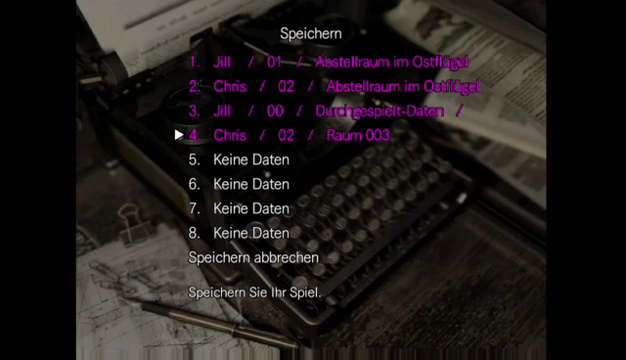 Speichern
1. Jill / 01 / Abstellraum im Ostflügel
2. Chris / 02 / Abstellraum im Ostflügel
3. Jill / 00 / Durchgespielt-Daten /
4. Chris / 02 / Raum 003
5. Keine Daten
6. Keine Daten
7. Keine Daten
8. Keine Daten
Speichern abbrechen
Speichern Sie Ihr Spiel.